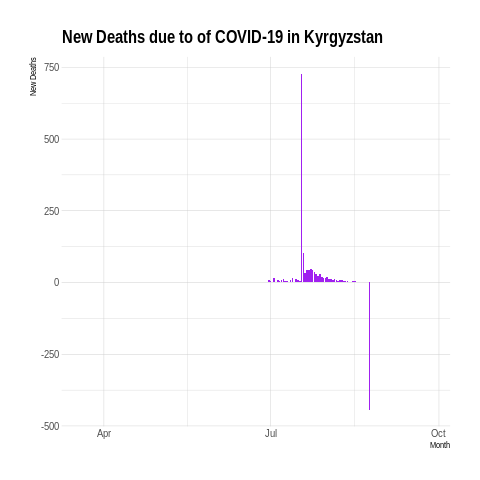 New Deaths due to of COVID-19 in Kyrgyzstan
New Deaths
750
500
250
0
-250
-500
Apr
Jul
Oct
Month